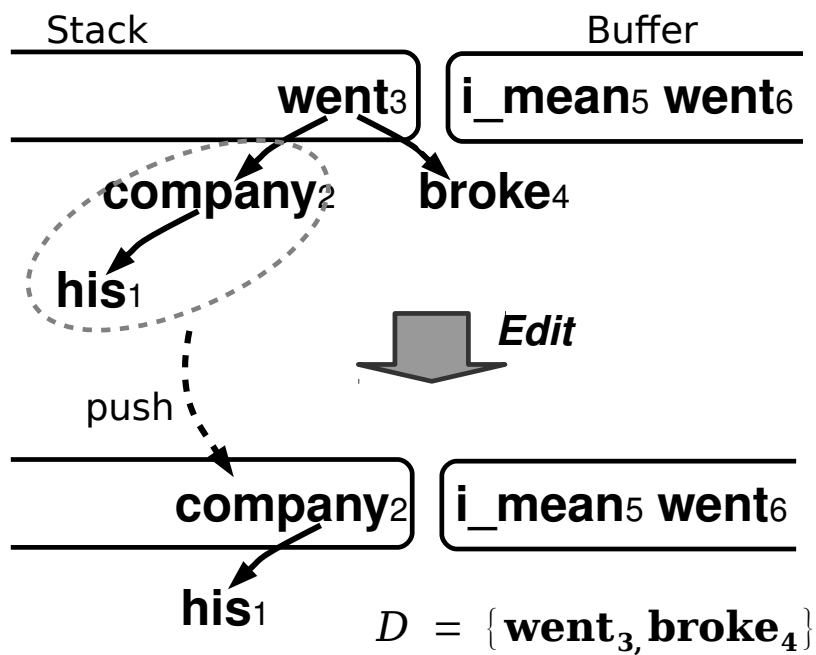 Stack Buffer
went3 i_mean5 went6
company2 broke4
his1
Edit
push
company2 i_mean5 went6
his1
D = {went3, broke4}